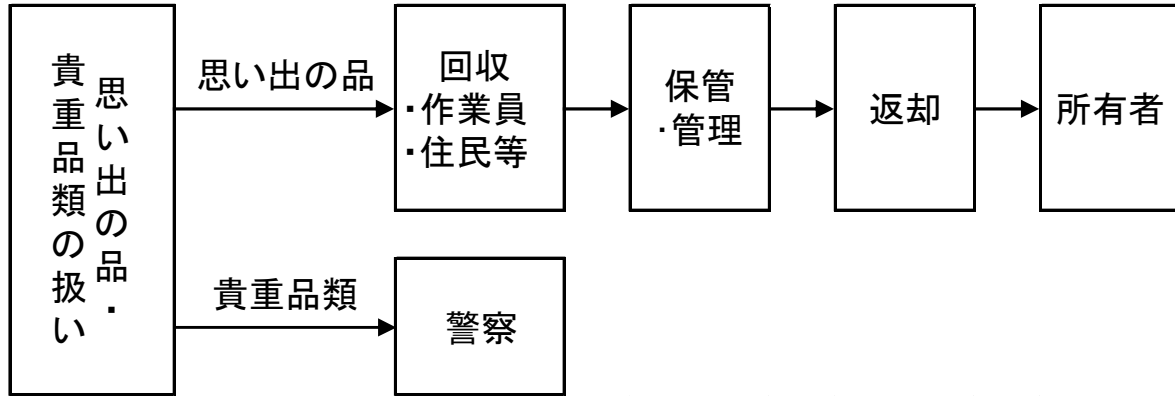 思い出の品・
貴重品類の扱い
思い出の品
回収
・作業員
・住民等
保管
・管理
返却
所有者
貴重品類
警察